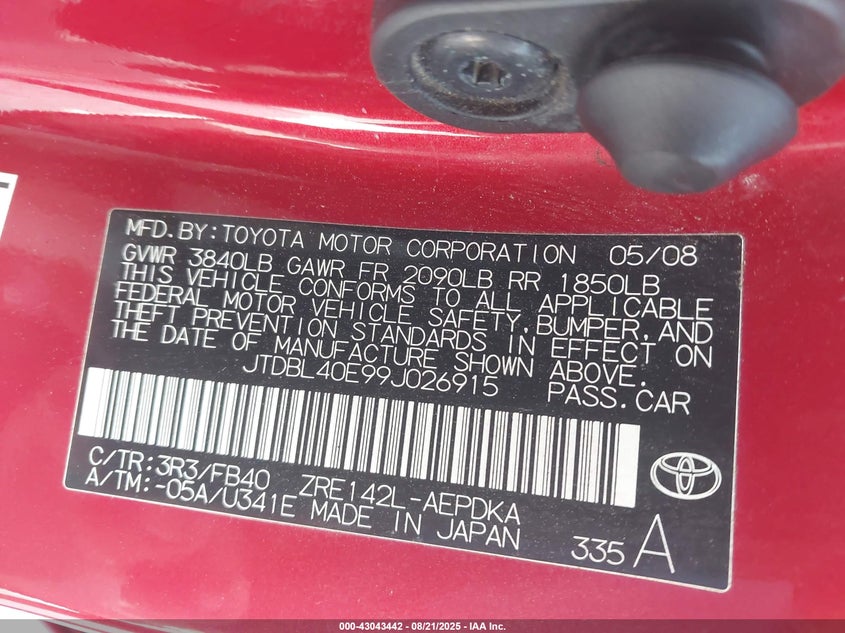 MFD.BY:TOYOTA MOTOR CORPORATION 05/08
GVWR 3840LB GAWR FR 2090LB RR 1850LB
THIS VEHICLE CONFORMS TO ALL APPLICABLE
FEDERAL MOTOR VEHICLE SAFETY,BUMPER,AND
THEFT PREVENTION STANDARDS IN EFFECT ON
THE DATE OF MANUFACTURE SHOWN ABOVE.
JTDBL40E99J026915 PASS.CAR
C/TR:3R3/FB40 ZRE142L-AEPDKA
A/TM:-05A/U341E MADE IN JAPAN
335 A
000-43043442 - 08/21/2025 - IAA Inc.